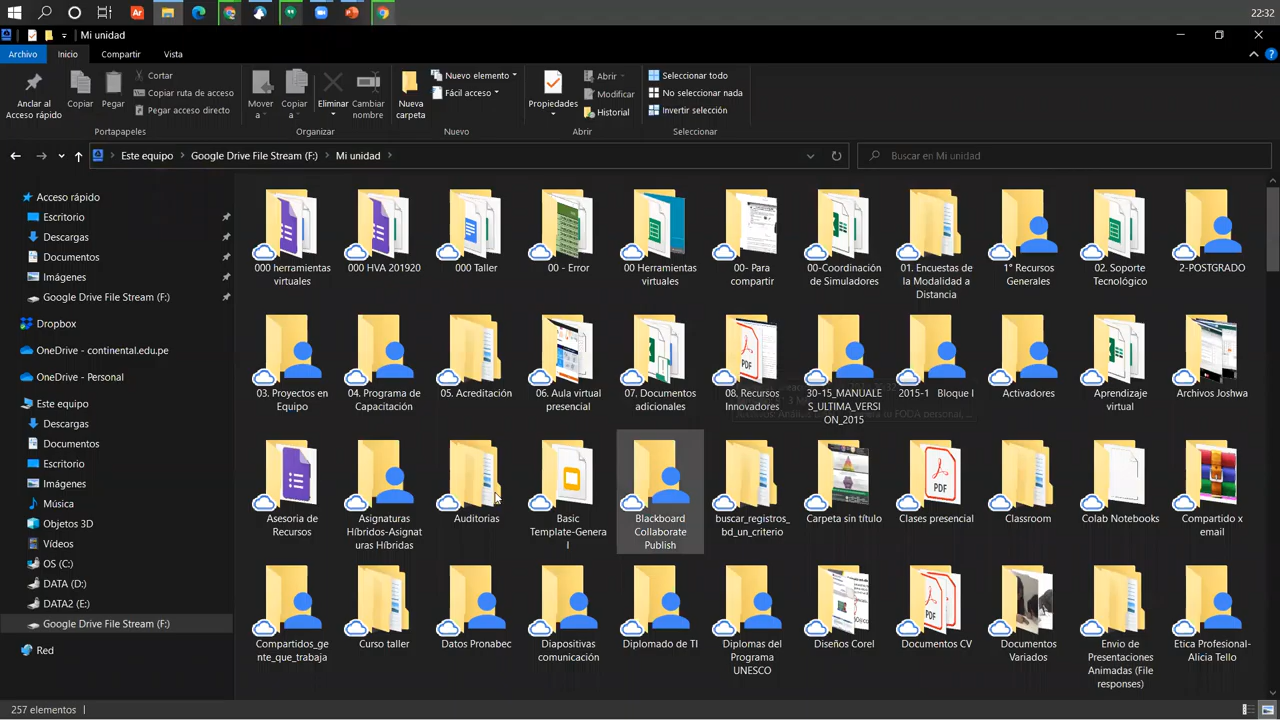 22:32
Mi unidad
Archivo
Inicio
Compartir
Vista
Anclar al
Acceso rápido
Copiar
Pegar
Cortar
Copiar ruta de acceso
Pegar acceso directo
Portapapeles
Mover
a
Copiar
a
Eliminar
Cambiar
nombre
Organizar
Nueva
carpeta
Nuevo elemento
Fácil acceso
Nuevo
Propiedades
Abrir
Modificar
Historial
Abrir
Seleccionar todo
No seleccionar nada
Invertir selección
Seleccionar
Este equipo
Google Drive File Stream (F:)
Mi unidad
Buscar en Mi unidad
Acceso rápido
Escritorio
Descargas
Documentos
Imágenes
Google Drive File Stream (F:)
Dropbox
OneDrive - continental.edu.pe
OneDrive - Personal
Este equipo
Descargas
Documentos
Escritorio
Imágenes
Música
Objetos 3D
Vídeos
OS (C:)
DATA (D:)
DATA2 (E:)
Google Drive File Stream (F:)
Red
000 herramientas
virtuales
000 HVA 201920
000 Taller
00 - Error
00 Herramientas
virtuales
00- Para
compartir
00-Coordinación
de Simuladores
01. Encuestas de
la Modalidad a
Distancia
1° Recursos
Generales
02. Soporte
Tecnológico
2-POSTGRADO
03. Proyectos en
Equipo
04. Programa de
Capacitación
05. Acreditación
06. Aula virtual
presencial
07. Documentos
adicionales
08. Recursos
Innovadores
30-15_MANUALE
S_ULTIMA_VERSI
ON_2015
2015-1 Bloque I
Activadores
Aprendizaje
virtual
Archivos Joshwa
Asesoria de
Recursos
Asignaturas
Híbridos-Asignat
uras Híbridas
Auditorias
Basic
Template-Genera
l
Blackboard
Collaborate
Publish
buscar_registros_
bd_un_criterio
Carpeta sin título
Clases presencial
Classroom
Colab Notebooks
Compartido x
email
Compartidos_ge
nte_que_trabaja
Curso taller
Datos Pronabec
Diapositivas
comunicación
Diplomado de TI
Diplomas del
Programa
UNESCO
Diseños Corel
Documentos CV
Documentos
Variados
Envio de
Presentaciones
Animadas (File
responses)
Etica Profesional-
Alicia Tello
PDF
PDF
PDF
257 elementos